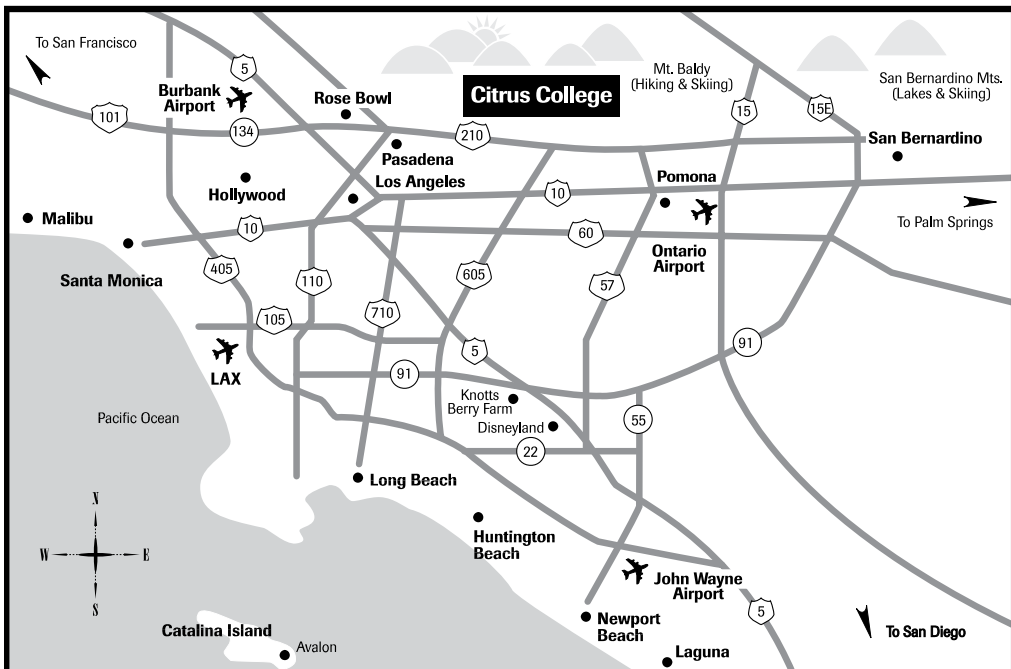 To San Francisco
5
Burbank
Airport
101
134
Rose Bowl
Citrus College
210
Mt. Baldy
(Hiking & Skiing)
15
15E
San Bernardino Mts.
(Lakes & Skiing)
San Bernardino
Pasadena
Los Angeles
Hollywood
Malibu
10
10
Pomona
To Palm Springs
60
Ontario
Airport
Santa Monica
405
110
710
605
57
105
LAX
5
91
91
Knotts
Berry Farm
Disneyland
55
22
Pacific Ocean
Long Beach
Huntington
Beach
N
W
E
S
John Wayne
Airport
Newport
Beach
5
To San Diego
Catalina Island
Avalon
Laguna